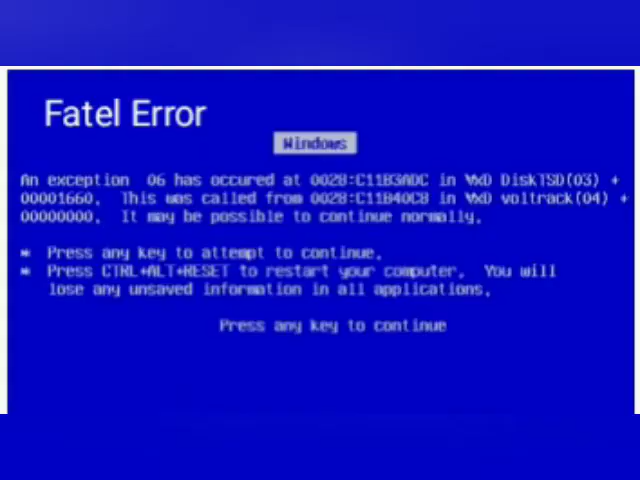 Fatel Error
Windows
An exception 06 has occured at 0028:C11B3ADC in VxD DiskTSD(03) +
00001660. This was called from 0028:C11B40C8 in VxD voltrack(04) +
00000000. It may be possible to continue normally.
* Press any key to attempt to continue.
* Press CTRL+ALT+RESET to restart your computer. You will
lose any unsaved information in all applications.
Press any key to continue